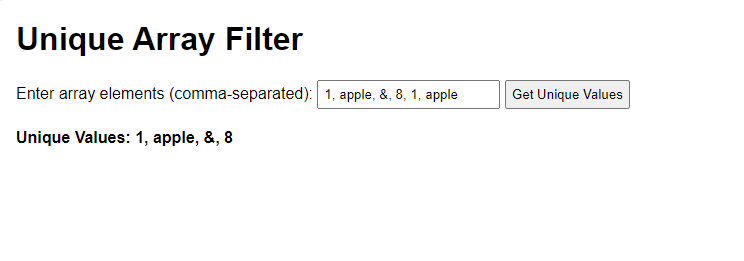 Unique Array Filter
Enter array elements (comma-separated): 1, apple, &, 8, 1, apple Get Unique Values
Unique Values: 1, apple, &, 8